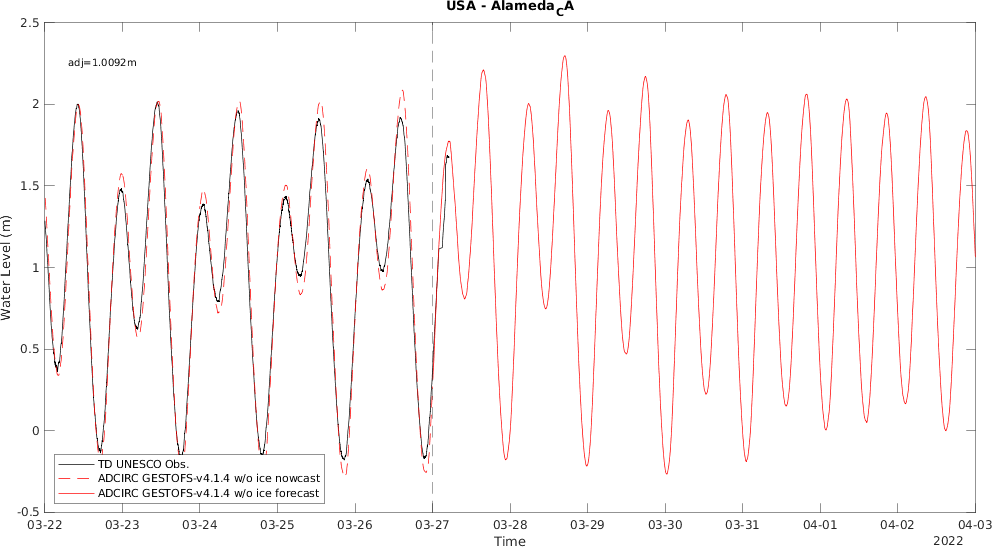 USA - Alameda_CA
adj=1.0092m
2.5
2
1.5
1
0.5
0
-0.5
Water Level (m)
TD UNESCO Obs.
ADCIRC GESTOFS-v4.1.4 w/o ice nowcast
ADCIRC GESTOFS-v4.1.4 w/o ice forecast
03-22 03-23 03-24 03-25 03-26 03-27 03-28 03-29 03-30 03-31 04-01 04-02 04-03
Time
2022